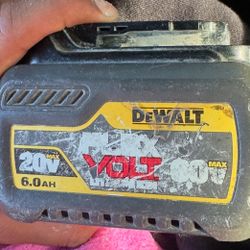 DEWALT
FLEX
20V MAX VOLT 60V MAX
6.0AH